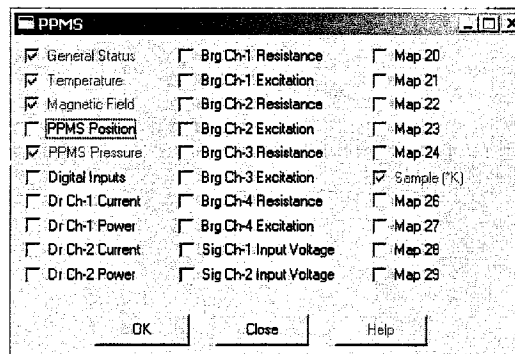 PPMS
General Status
Temperature
Magnetic Field
PPMS Position
PPMS Pressure
Digital Inputs
Dr Ch-1 Current
Dr Ch-1 Power
Dr Ch-2 Current
Dr Ch-2 Power
Brg Ch-1 Resistance
Brg Ch-1 Excitation
Brg Ch-2 Resistance
Brg Ch-2 Excitation
Brg Ch-3 Resistance
Brg Ch-3 Excitation
Brg Ch-4 Resistance
Brg Ch-4 Excitation
Sig Ch-1 Input Voltage
Sig Ch-2 Input Voltage
Map 20
Map 21
Map 22
Map 23
Map 24
Sample (°K)
Map 26
Map 27
Map 28
Map 29
OK
Close
Help